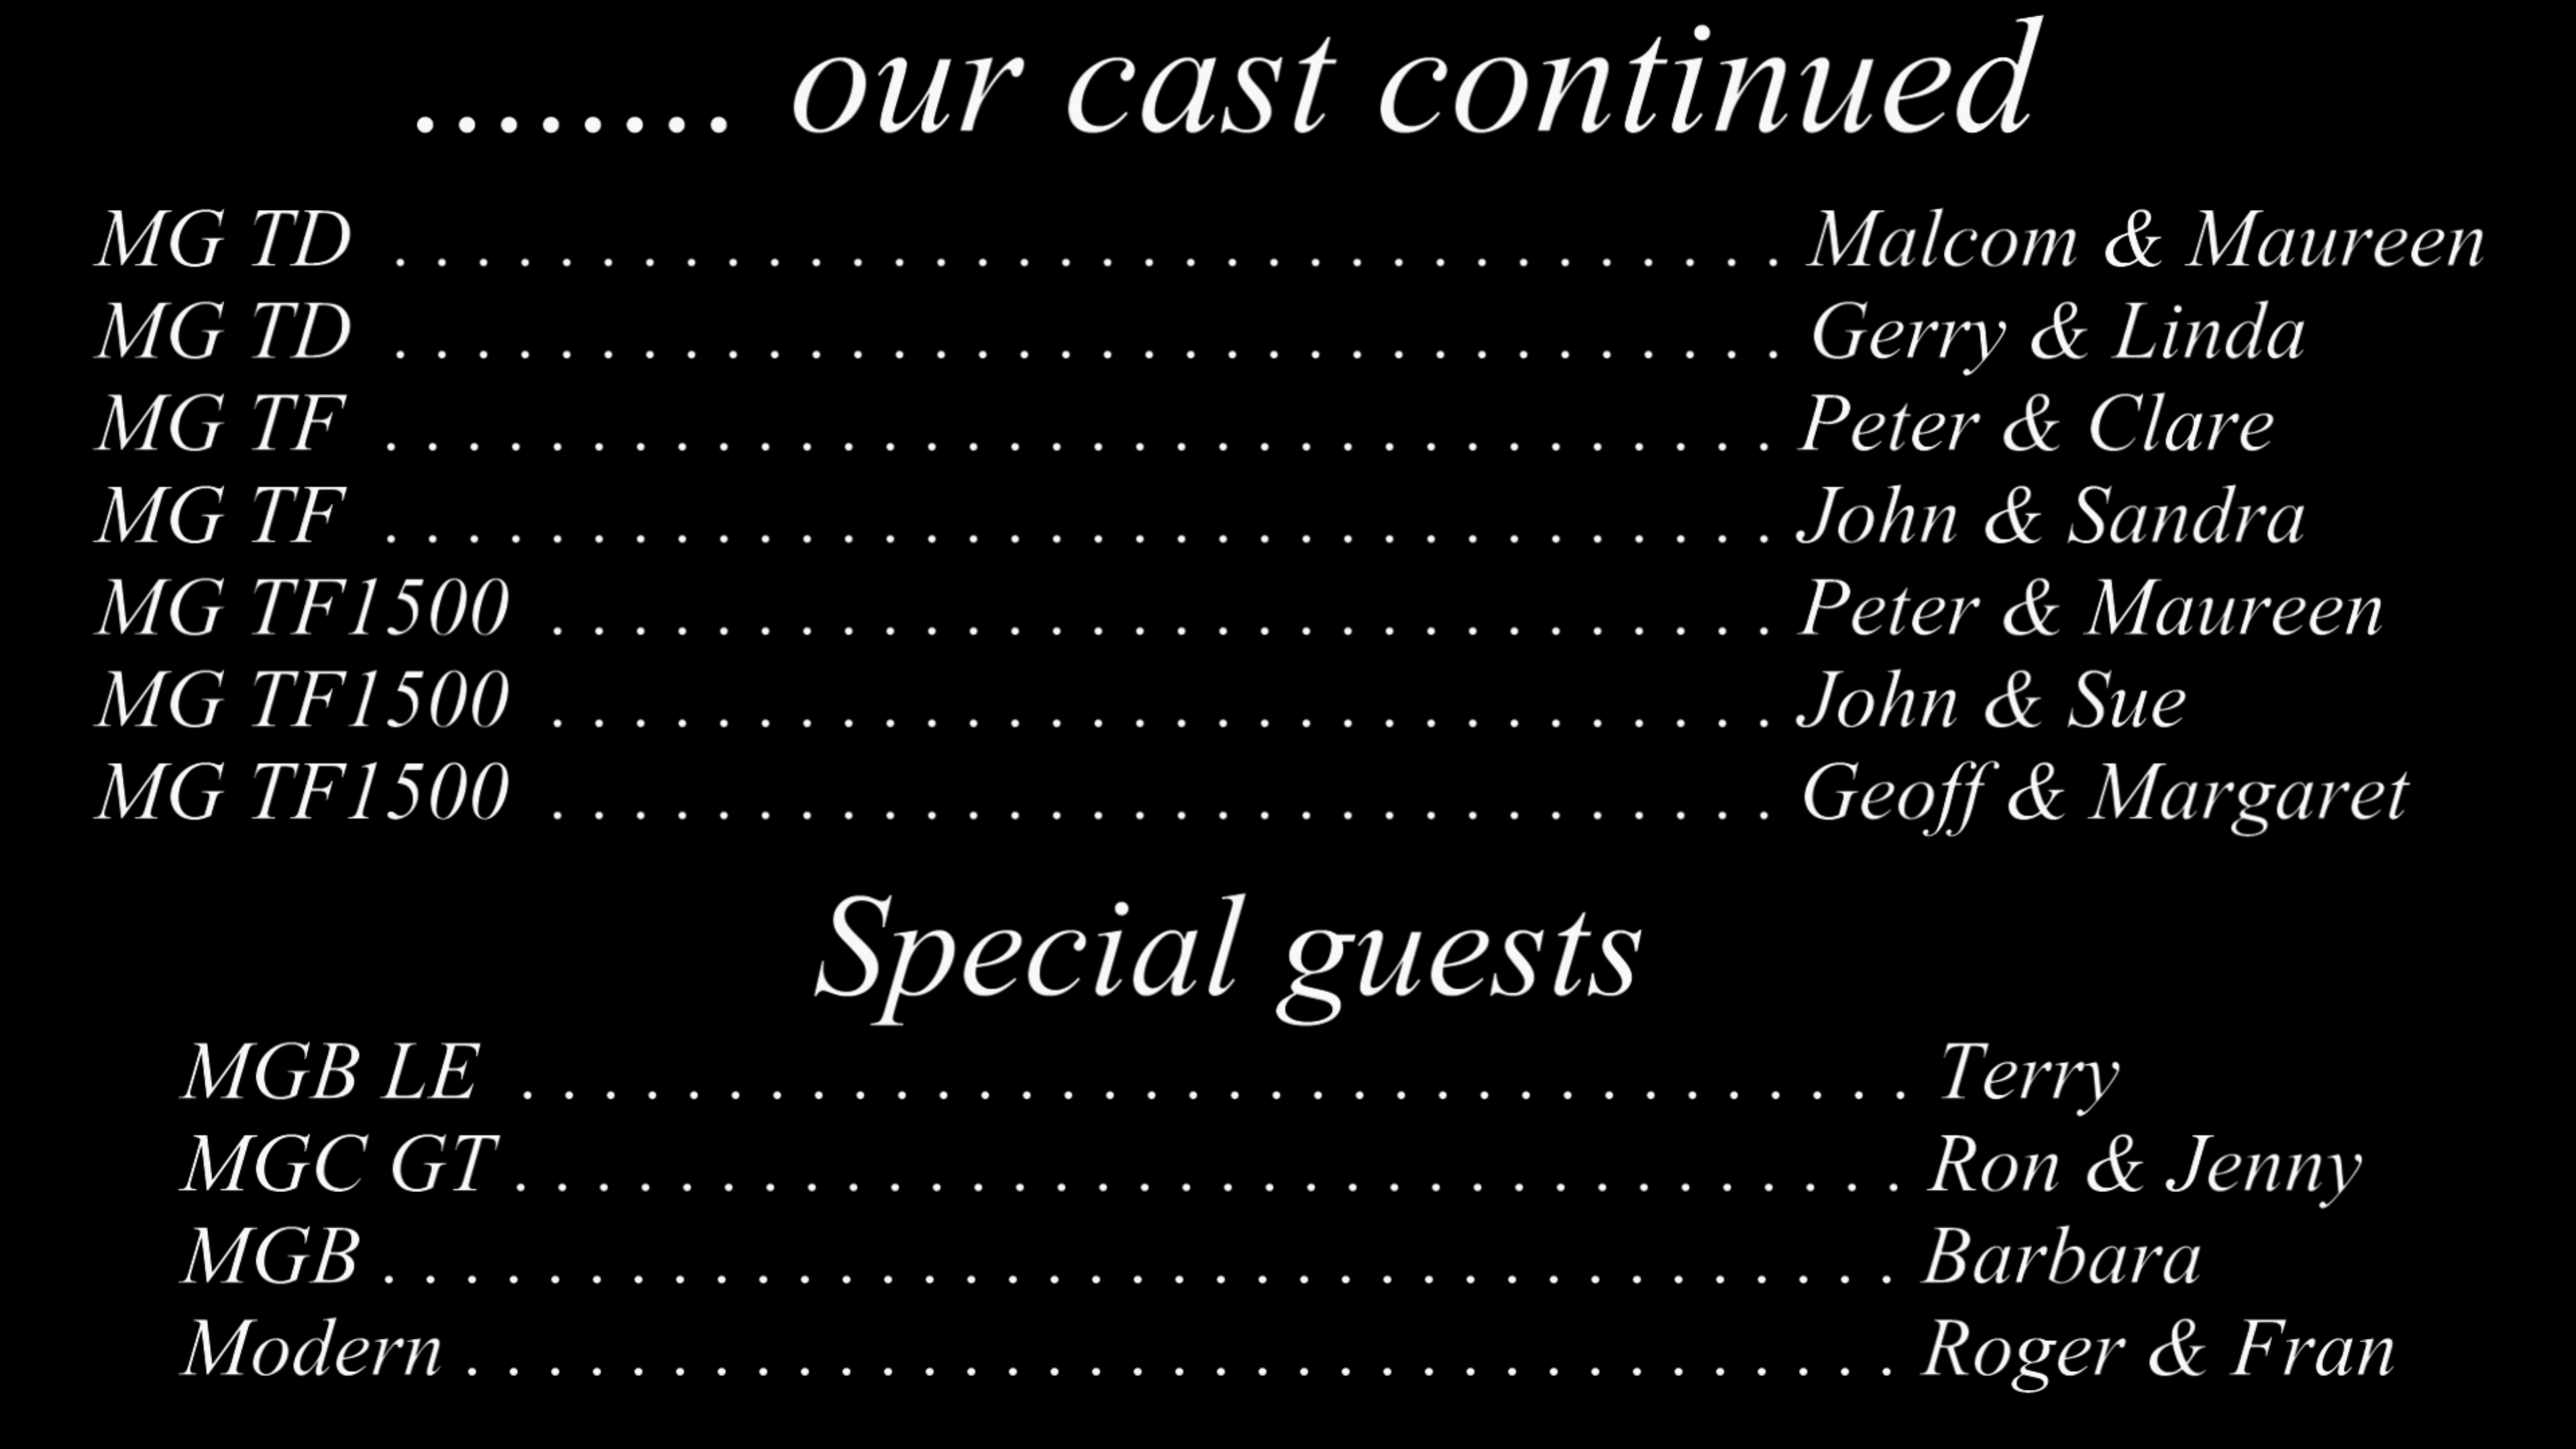 ........ our cast continued
MG TD . . . . . . . . . . . . . . . . . . . . . . . . . . . . . . . . . . Malcom & Maureen
MG TD . . . . . . . . . . . . . . . . . . . . . . . . . . . . . . . . . . Gerry & Linda
MG TF . . . . . . . . . . . . . . . . . . . . . . . . . . . . . . . . . . Peter & Clare
MG TF . . . . . . . . . . . . . . . . . . . . . . . . . . . . . . . . . . John & Sandra
MG TF1500 . . . . . . . . . . . . . . . . . . . . . . . . . . . . . . Peter & Maureen
MG TF1500 . . . . . . . . . . . . . . . . . . . . . . . . . . . . . . John & Sue
MG TF1500 . . . . . . . . . . . . . . . . . . . . . . . . . . . . . . Geoff & Margaret
Special guests
MGB LE . . . . . . . . . . . . . . . . . . . . . . . . . . . . . . . . . . Terry
MGC GT . . . . . . . . . . . . . . . . . . . . . . . . . . . . . . . . . . Ron & Jenny
MGB . . . . . . . . . . . . . . . . . . . . . . . . . . . . . . . . . . . . . Barbara
Modern . . . . . . . . . . . . . . . . . . . . . . . . . . . . . . . . . . . Roger & Fran